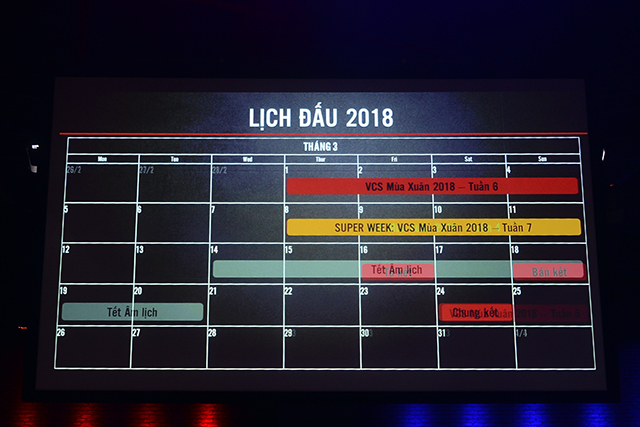 LỊCH ĐẤU 2018
THÁNG 3
Mon Tue Wed Thur Fri Sat Sun
26/2 27/2 28/2 1 2 3 4
VCS Mùa Xuân 2018 – Tuần 6
5 6 7 8 9 10 11
SUPER WEEK: VCS Mùa Xuân 2018 – Tuần 7
12 13 14 15 16 17 18
Tết Âm lịch Bán kết
19 20 21 22 23 24 25
Tết Âm lịch Chung kết
26 27 28 29 30 31 1/4